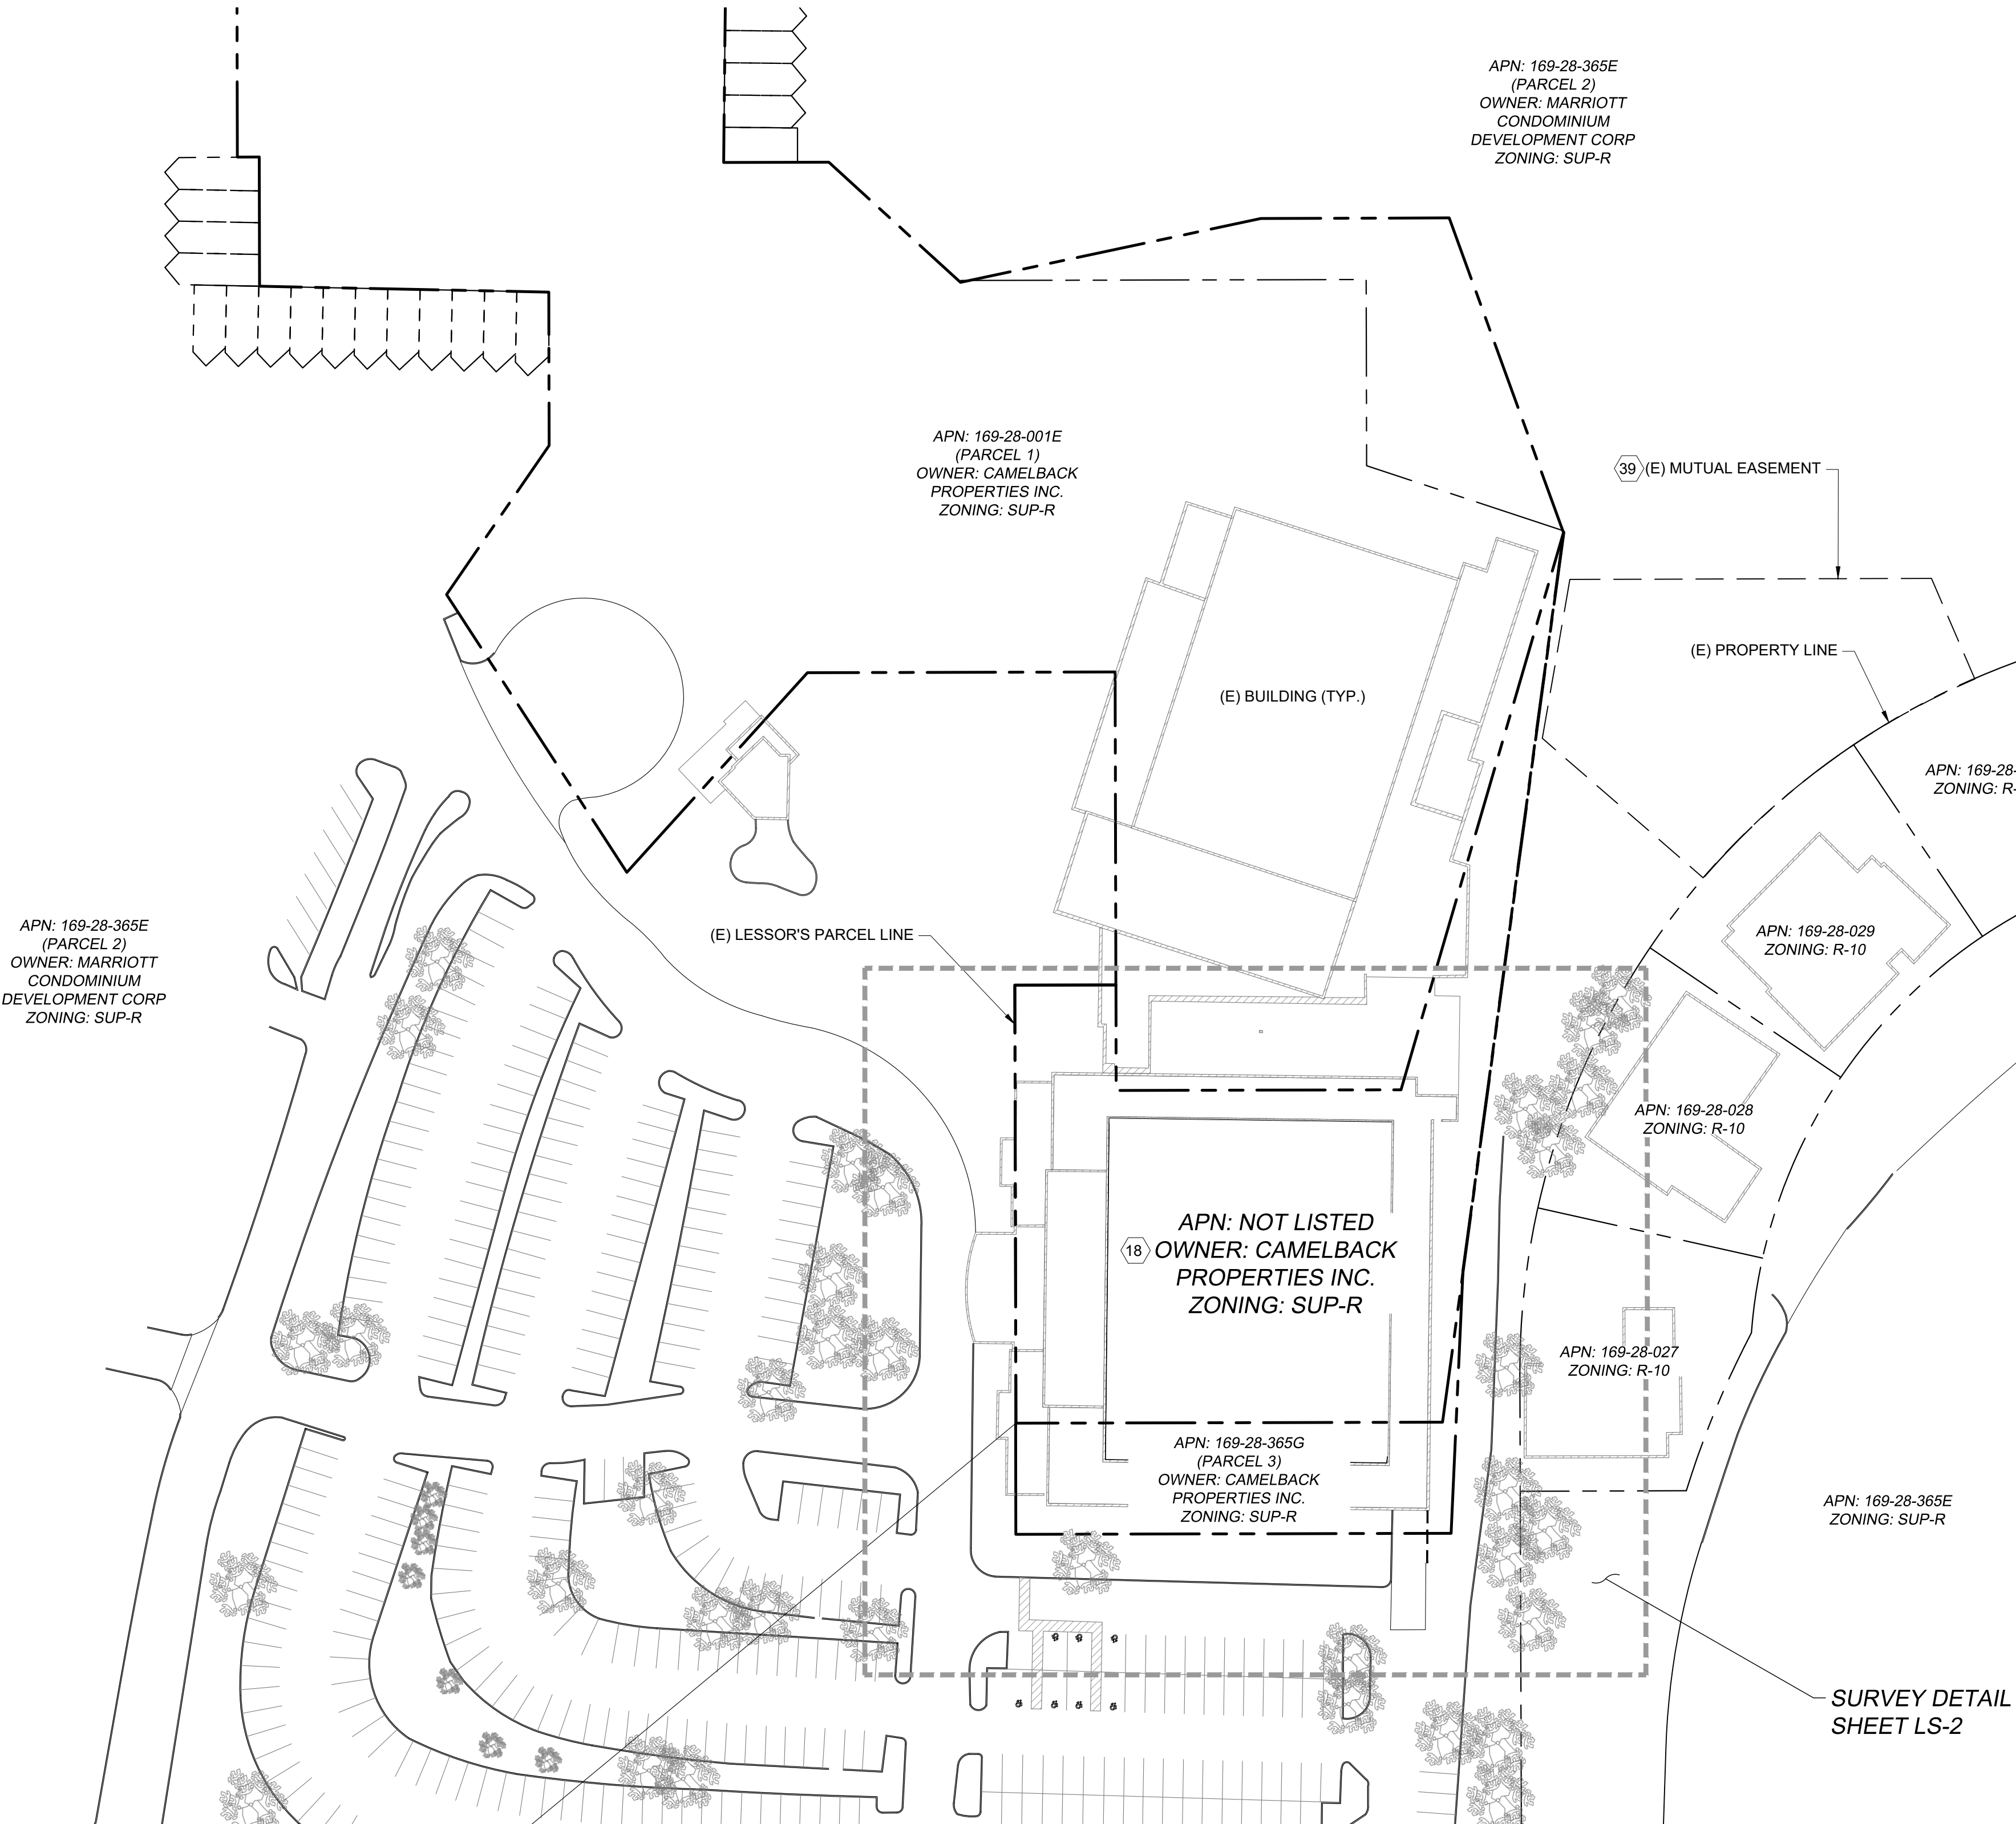 APN: 169-28-365E
(PARCEL 2)
OWNER: MARRIOTT
CONDOMINIUM
DEVELOPMENT CORP
ZONING: SUP-R
APN: 169-28-001E
(PARCEL 1)
OWNER: CAMELBACK
PROPERTIES INC.
ZONING: SUP-R
39 (E) MUTUAL EASEMENT
(E) PROPERTY LINE
(E) BUILDING (TYP.)
APN: 169-28-
ZONING: R-
APN: 169-28-365E
(PARCEL 2)
OWNER: MARRIOTT
CONDOMINIUM
DEVELOPMENT CORP
ZONING: SUP-R
(E) LESSOR'S PARCEL LINE
APN: 169-28-029
ZONING: R-10
APN: 169-28-028
ZONING: R-10
APN: NOT LISTED
18 OWNER: CAMELBACK
PROPERTIES INC.
ZONING: SUP-R
APN: 169-28-027
ZONING: R-10
APN: 169-28-365G
(PARCEL 3)
OWNER: CAMELBACK
PROPERTIES INC.
ZONING: SUP-R
APN: 169-28-365E
ZONING: SUP-R
SURVEY DETAIL
SHEET LS-2